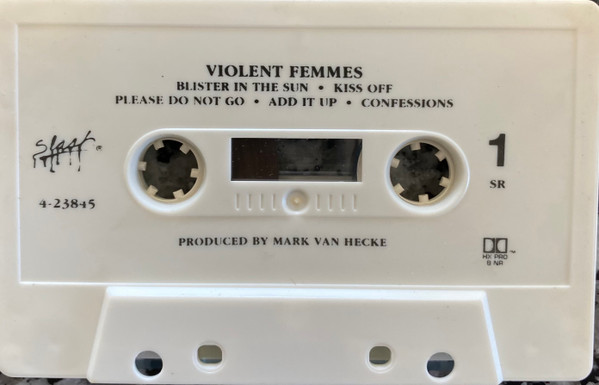 VIOLENT FEMMES
BLISTER IN THE SUN • KISS OFF
PLEASE DO NOT GO • ADD IT UP • CONFESSIONS
slash ®
1
SR
4-23845
PRODUCED BY MARK VAN HECKE
HX PRO
B NR
™